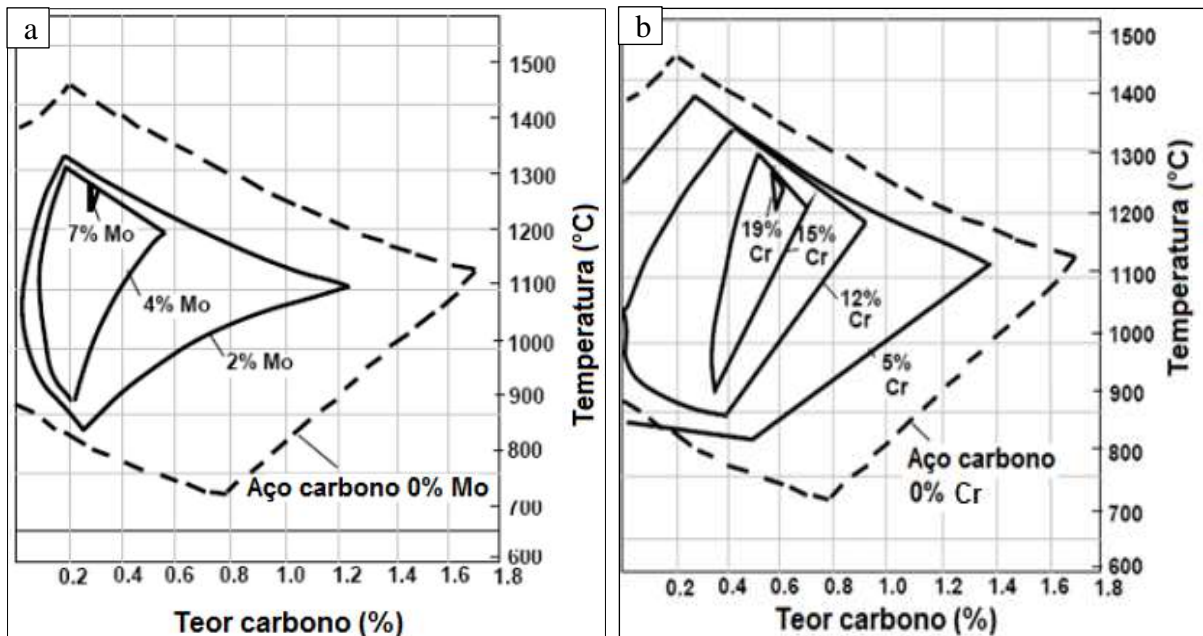 a
1500
1400
1300
1200
1100
1000
900
800
700
600
Temperatura (°C)
7% Mo
4% Mo
2% Mo
Aço carbono 0% Mo
0.2 0.4 0.6 0.8 1.0 1.2 1.4 1.6 1.8
Teor carbono (%)
b
1500
1400
1300
1200
1100
1000
900
800
700
600
Temperatura (°C)
19%
Cr
15%
Cr
12%
Cr
5%
Cr
Aço carbono
0% Cr
0.2 0.4 0.6 0.8 1.0 1.2 1.4 1.6 1.8
Teor carbono (%)